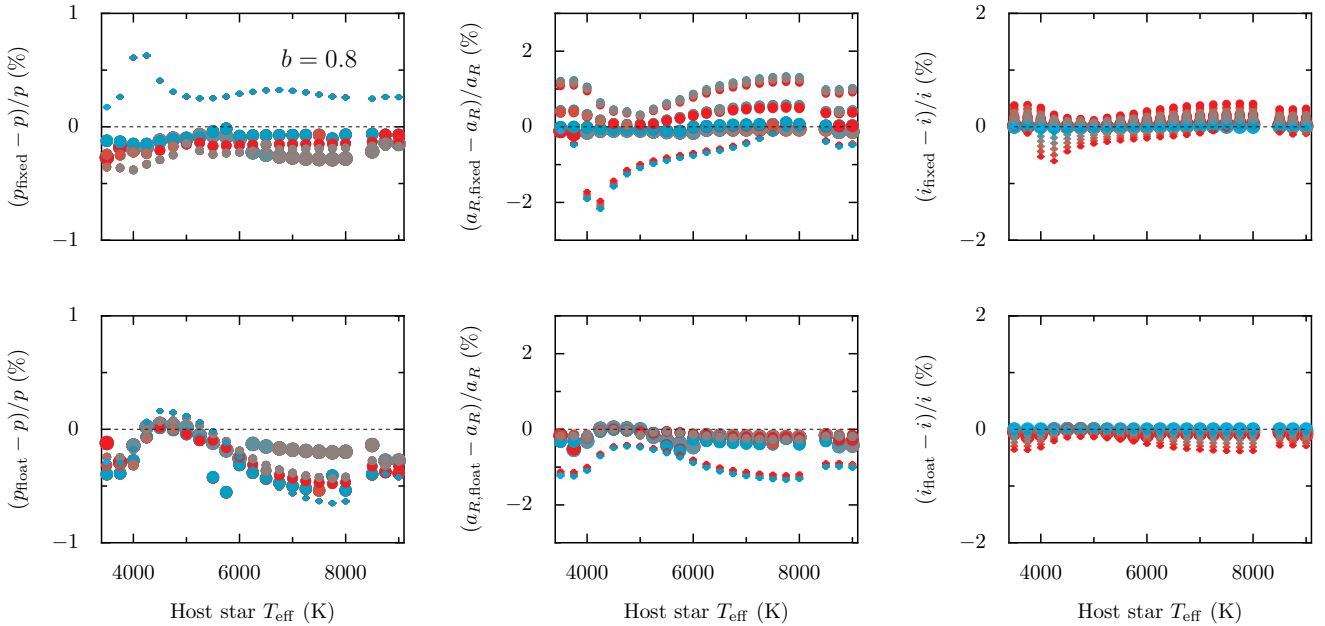 1
0
−1
(p_fixed − p)/p (%)
b = 0.8
2
0
−2
(a_R,fixed − a_R)/a_R (%)
2
0
−2
(i_fixed − i)/i (%)
1
0
−1
(p_float − p)/p (%)
4000 6000 8000
Host star T_eff (K)
2
0
−2
(a_R,float − a_R)/a_R (%)
4000 6000 8000
Host star T_eff (K)
2
0
−2
(i_float − i)/i (%)
4000 6000 8000
Host star T_eff (K)